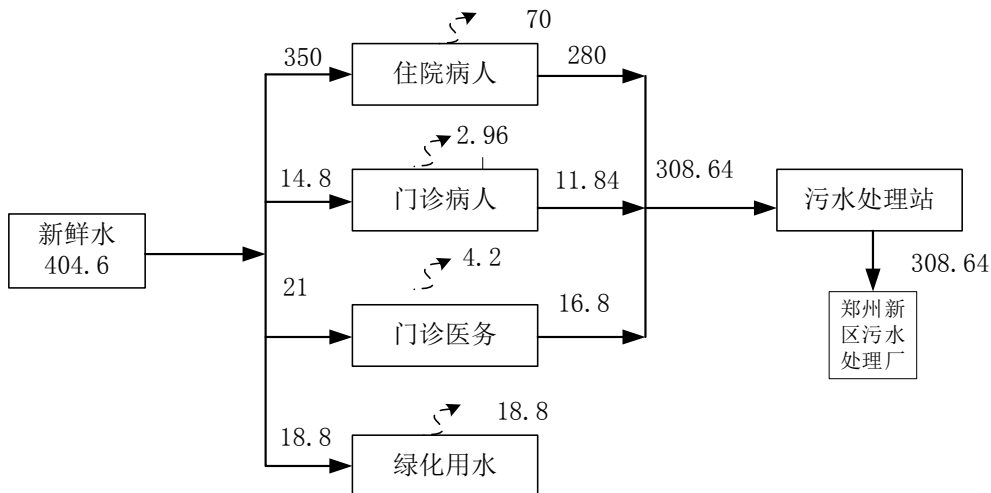 70
350
住院病人
280
2.96
14.8
门诊病人
11.84
308.64
污水处理站
新鲜水
404.6
4.2
308.64
21
门诊医务
16.8
郑州新
区污水
处理厂
18.8
18.8
绿化用水